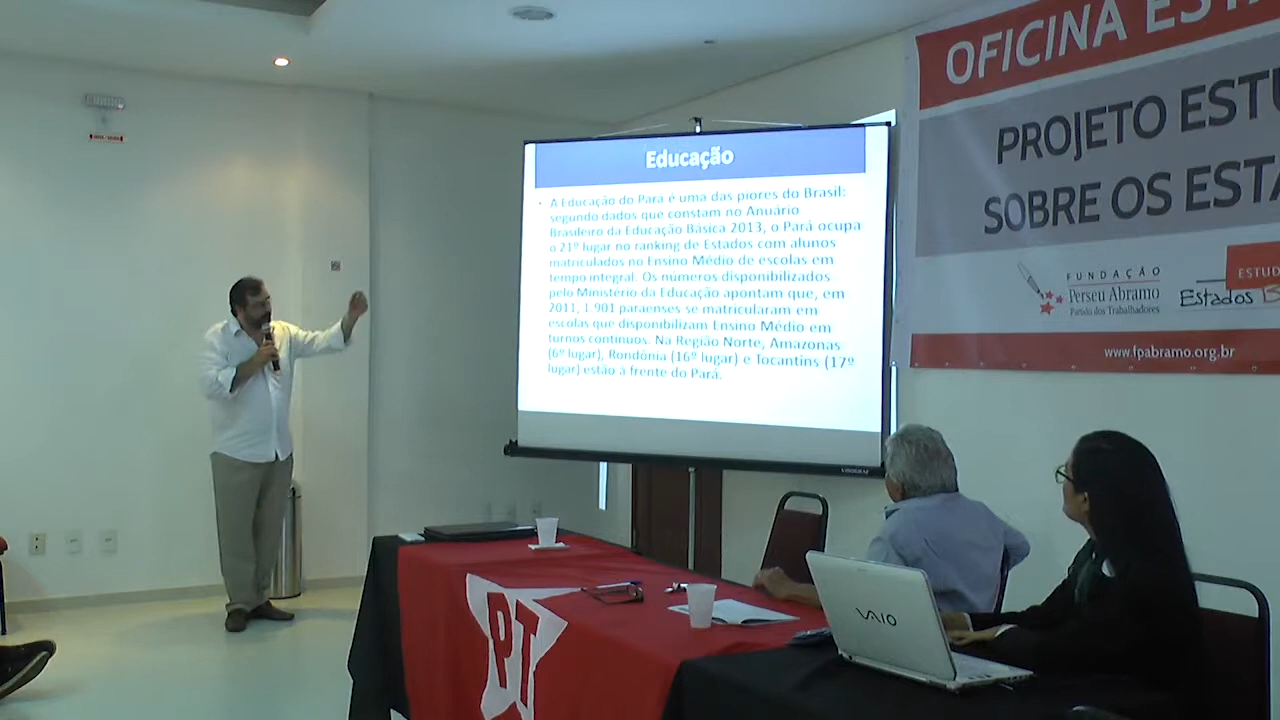 OFICINA EST
PROJETO ESTU
SOBRE OS ESTA
FUNDAÇÃO
Perseu Abramo
Partido dos Trabalhadores
ESTUD
Estados B
www.fpabramo.org.br
Educação
• A Educação do Para é uma das piores do Brasil:
segundo dados que constam no Anuário
Brasileiro da Educação Básica 2013, o Pará ocupa
o 21º lugar no ranking de Estados com alunos
matriculados no Ensino Médio de escolas em
tempo integral. Os números disponibilizados
pelo Ministério da Educação apontam que, em
2011, 1.901 paraenses se matricularam em
escolas que disponibilizam Ensino Médio em
turnos contínuos. Na Região Norte, Amazonas
(6º lugar), Rondônia (16º lugar) e Tocantins (17º
lugar) estão à frente do Pará.
PT
VAIO